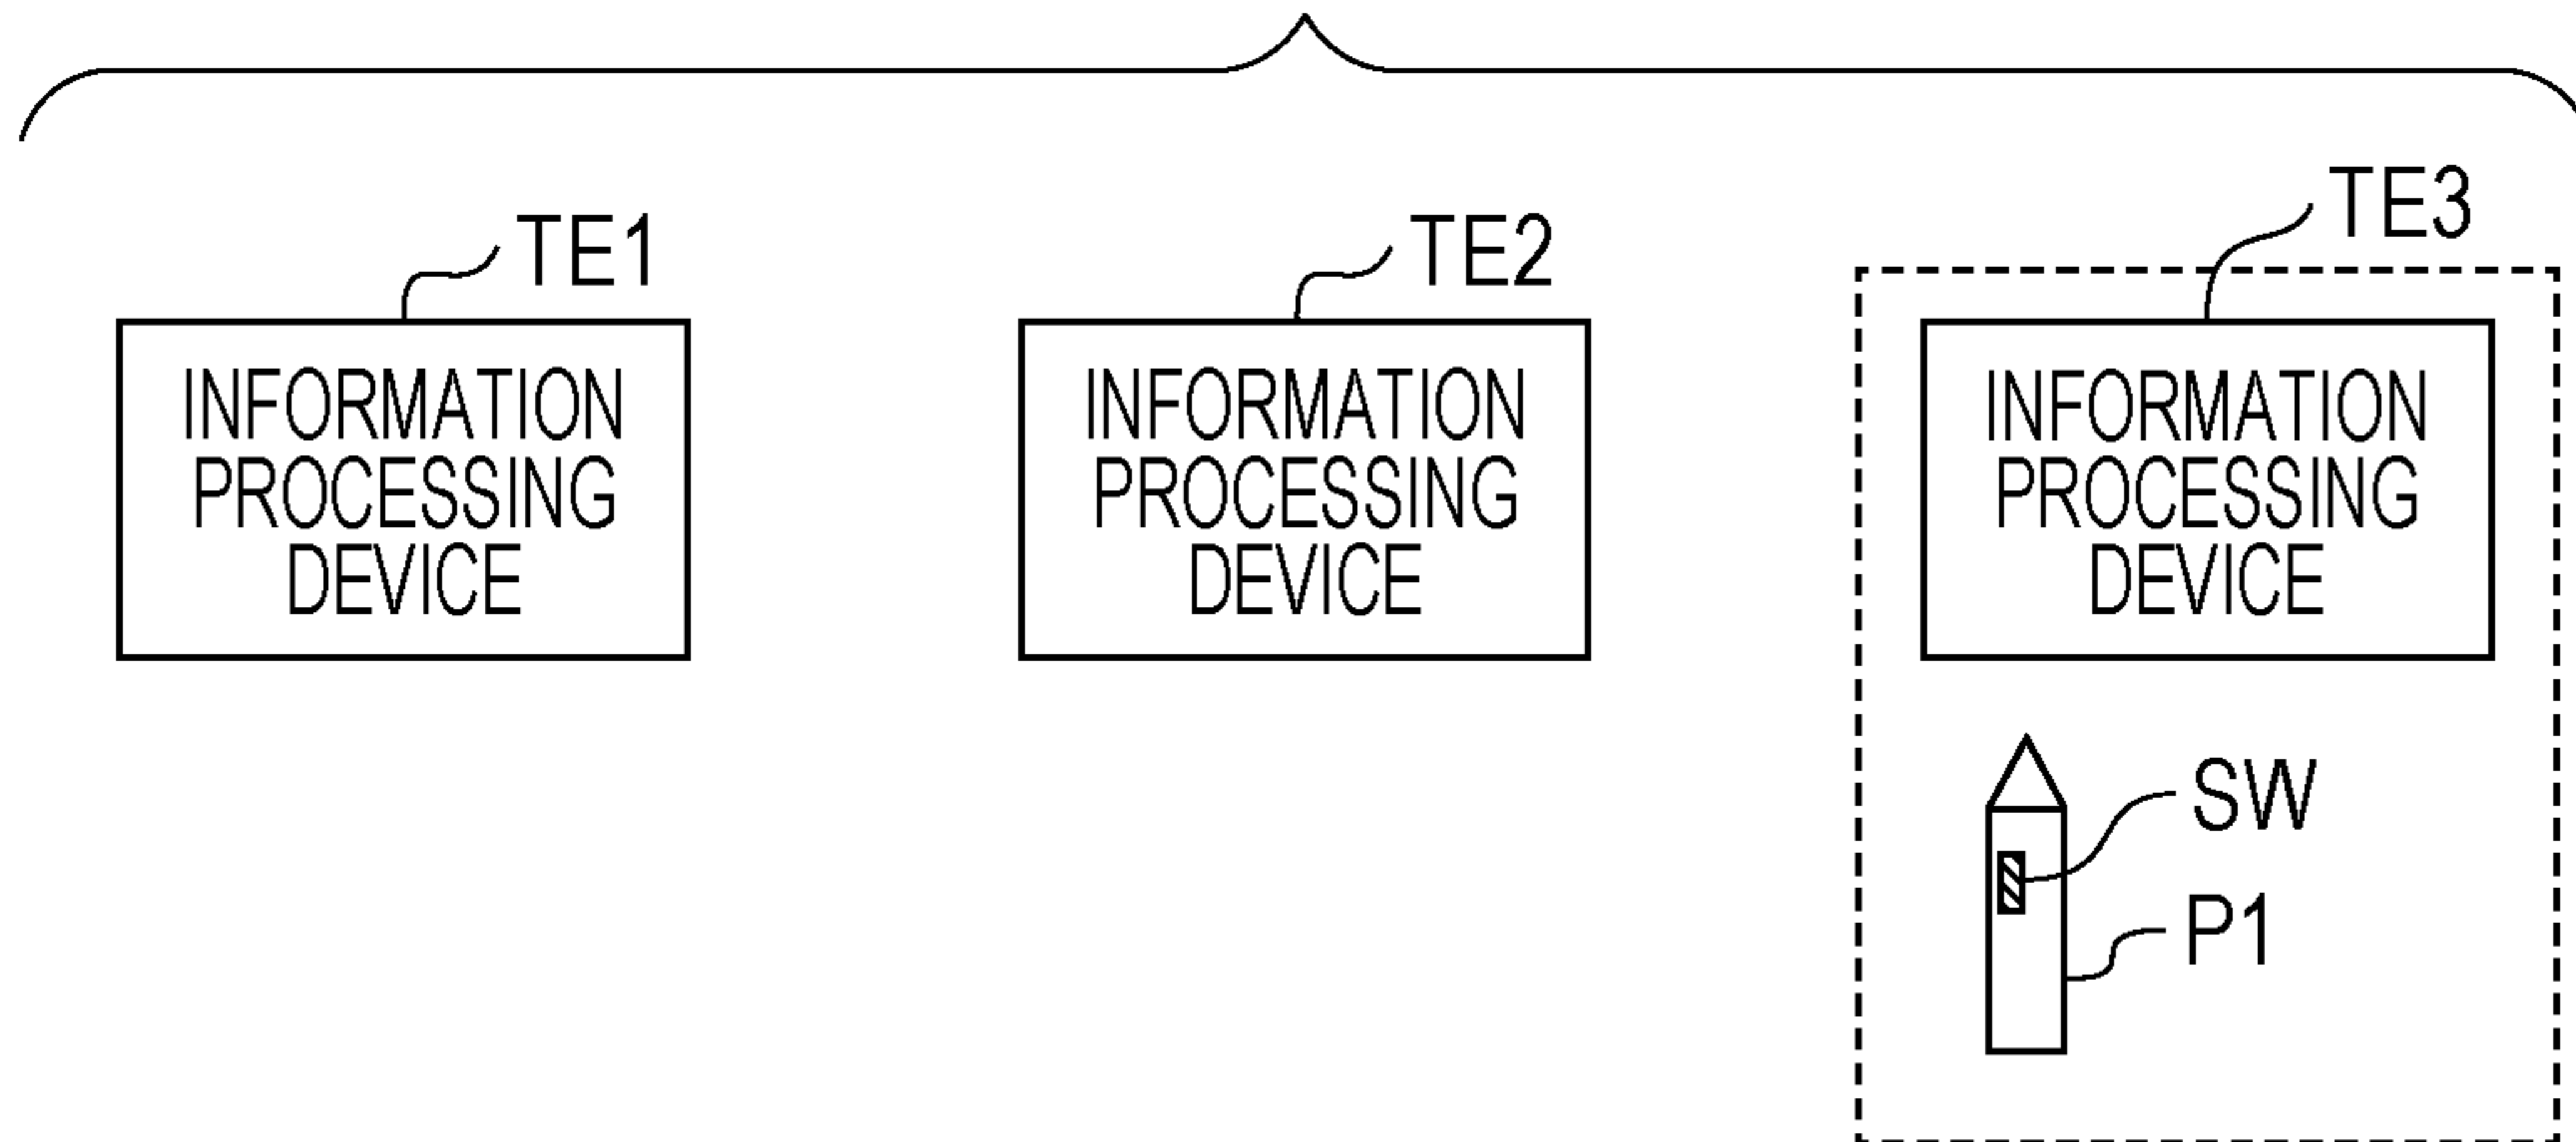 TE1
INFORMATION
PROCESSING
DEVICE
TE2
INFORMATION
PROCESSING
DEVICE
TE3
INFORMATION
PROCESSING
DEVICE
SW
P1